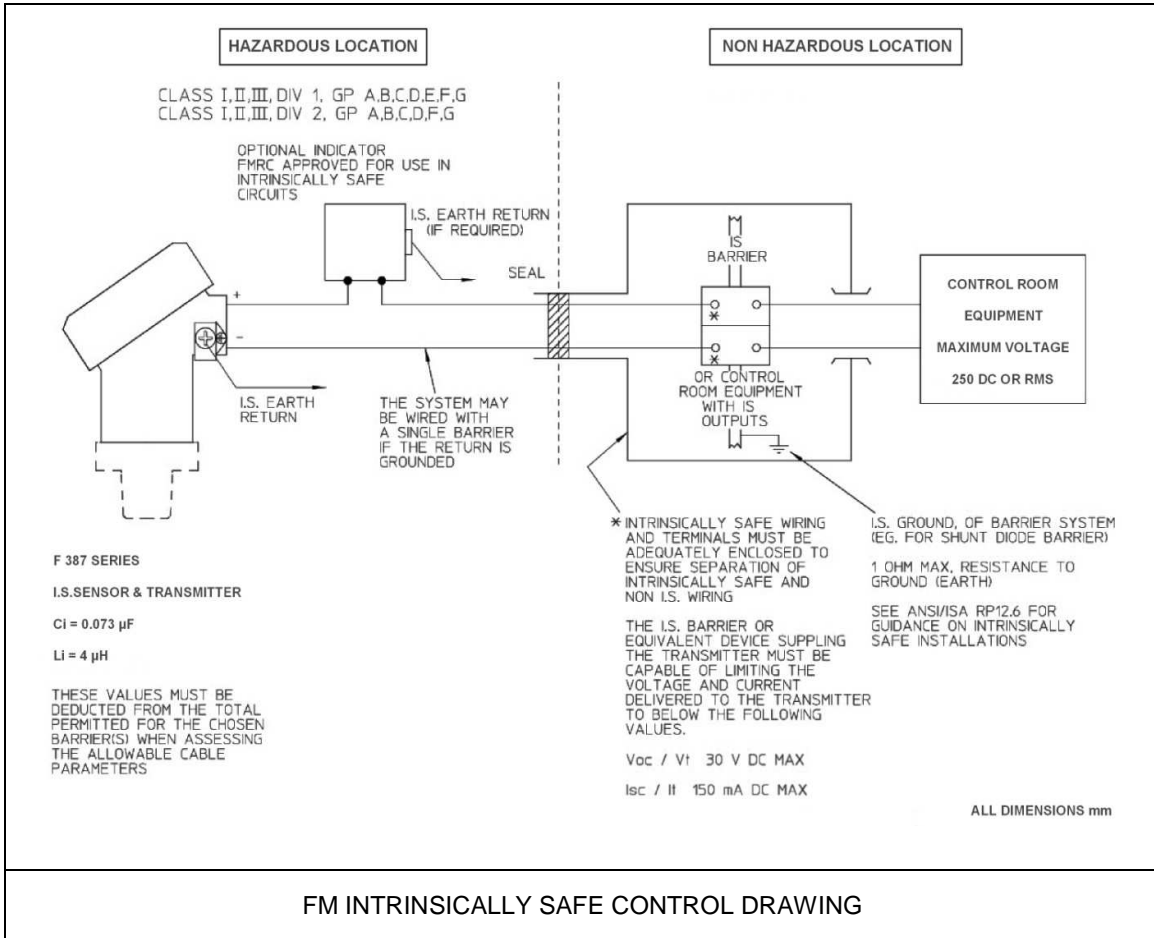 HAZARDOUS LOCATION
NON HAZARDOUS LOCATION
CLASS I,II,III, DIV 1, GP A,B,C,D,E,F,G
CLASS I,II,III, DIV 2, GP A,B,C,D,F,G
OPTIONAL INDICATOR
FMRC APPROVED FOR USE IN
INTRINSICALLY SAFE
CIRCUITS
I.S. EARTH RETURN
(IF REQUIRED)
SEAL
IS
BARRIER
CONTROL ROOM
EQUIPMENT
MAXIMUM VOLTAGE
250 DC OR RMS
+
-
*
*
I.S. EARTH
RETURN
THE SYSTEM MAY
BE WIRED WITH
A SINGLE BARRIER
IF THE RETURN IS
GROUNDED
OR CONTROL
ROOM EQUIPMENT
WITH IS
OUTPUTS
F 387 SERIES
I.S.SENSOR & TRANSMITTER
Ci = 0.073 µF
Li = 4 µH
THESE VALUES MUST BE
DEDUCTED FROM THE TOTAL
PERMITTED FOR THE CHOSEN
BARRIER(S) WHEN ASSESSING
THE ALLOWABLE CABLE
PARAMETERS
* INTRINSICALLY SAFE WIRING
AND TERMINALS MUST BE
ADEQUATELY ENCLOSED TO
ENSURE SEPARATION OF
INTRINSICALLY SAFE AND
NON I.S. WIRING
THE I.S. BARRIER OR
EQUIVALENT DEVICE SUPPLING
THE TRANSMITTER MUST BE
CAPABLE OF LIMITING THE
VOLTAGE AND CURRENT
DELIVERED TO THE TRANSMITTER
TO BELOW THE FOLLOWING
VALUES.
Voc / Vt 30 V DC MAX
Isc / It 150 mA DC MAX
I.S. GROUND, OF BARRIER SYSTEM
(EG. FOR SHUNT DIODE BARRIER)
1 OHM MAX, RESISTANCE TO
GROUND (EARTH)
SEE ANSI/ISA RP12.6 FOR
GUIDANCE ON INTRINSICALLY
SAFE INSTALLATIONS
ALL DIMENSIONS mm
FM INTRINSICALLY SAFE CONTROL DRAWING